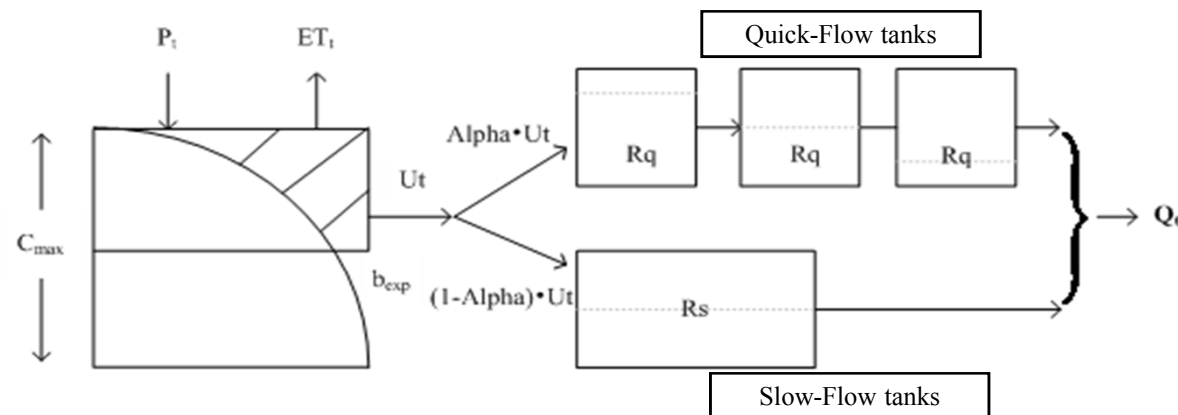 Quick-Flow tanks
Pt
ETt
Alpha•Ut
Rq
Rq
Rq
Ut
Cmax
bexp
(1-Alpha)•Ut
Rs
Slow-Flow tanks